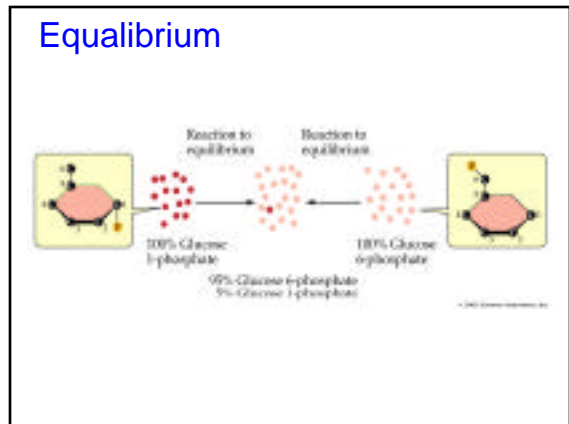 Equalibrium
Reaction to
equilibrium
Reaction to
equilibrium
100% Glucose
1-phosphate
100% Glucose
6-phosphate
95% Glucose 6-phosphate
5% Glucose 1-phosphate